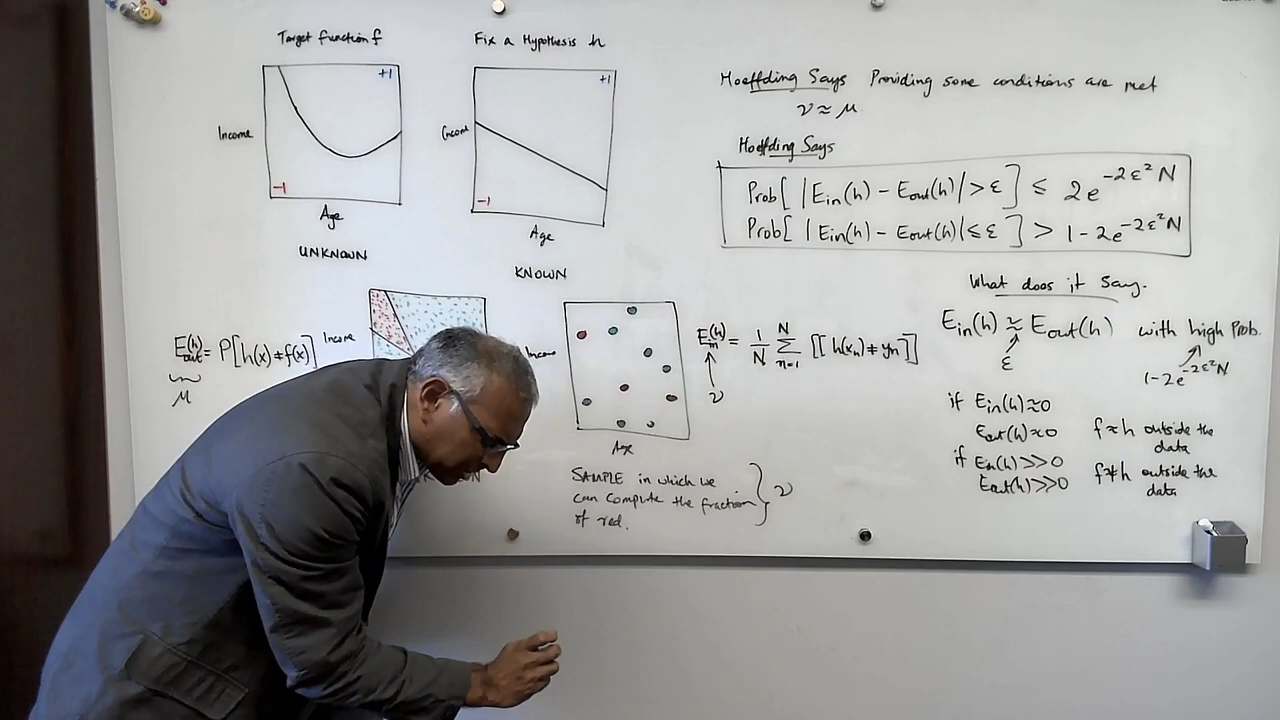 Target function f
+1
Income
-1
Age
UNKNOWN
Fix a Hypothesis h
+1
Income
-1
Age
KNOWN
Hoeffding Says Providing some conditions are met
ν ≈ μ
Hoeffding Says
Prob[ |Ein(h) - Eout(h)| > ε ] ≤ 2e^{-2ε²N}
Prob[ |Ein(h) - Eout(h)| ≤ ε ] > 1 - 2e^{-2ε²N}
What does it say.
Ein(h) ≈ Eout(h) with high Prob.
ε
1-2e^{-2ε²N}
if Ein(h) ≈ 0
Eout(h) ≈ 0 f ≈ h outside the
data
if Ein(h) >> 0
Eout(h) >> 0 f ≉ h outside the
data
Eout(h) = P[h(x) ≠ f(x)]
μ
Income
Income
Age
Ein(h) = 1/N Σ_{n=1}^{N} [[ h(xn) ≠ yn ]]
ν
SAMPLE in which we
can compute the fraction
of red.
ν